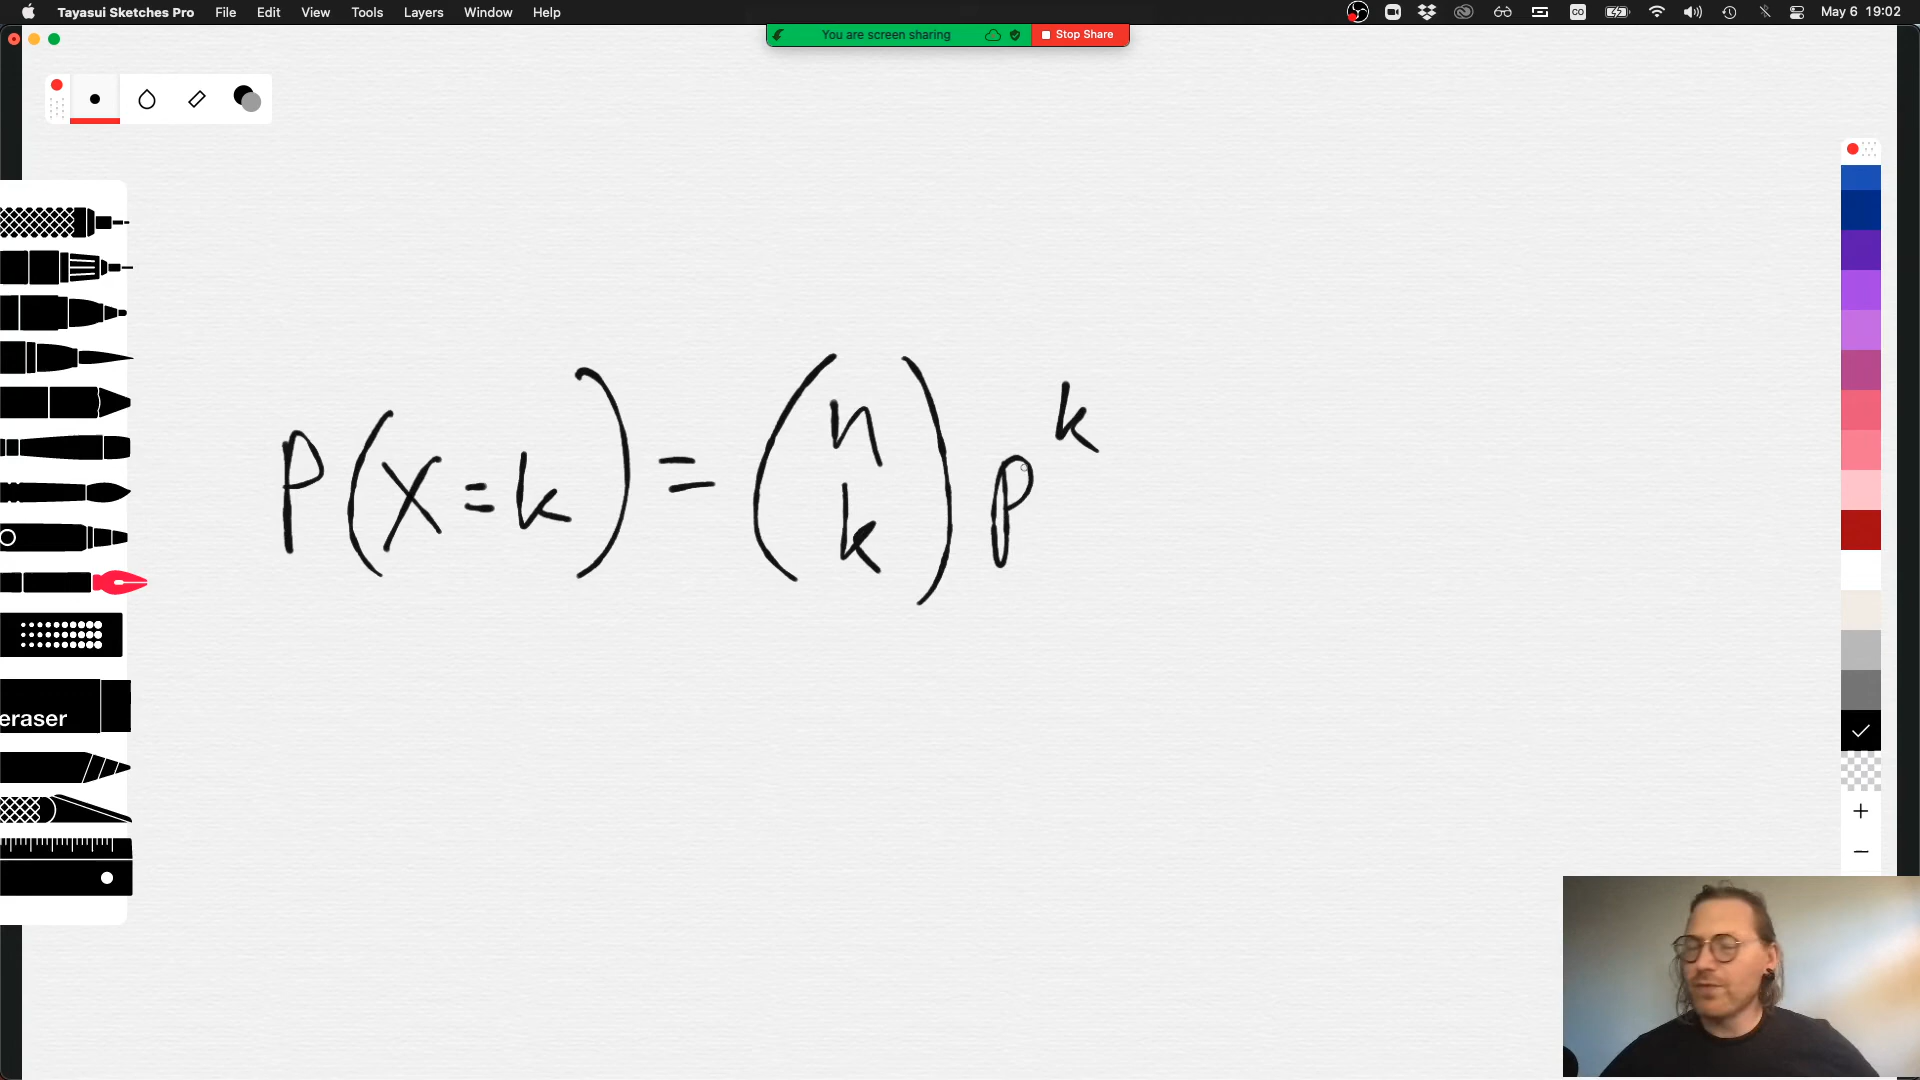 Tayasui Sketches Pro File Edit View Tools Layers Window Help May 6 19:02
You are screen sharing Stop Share
P(X=k) = (n k) p^k
eraser
+
−